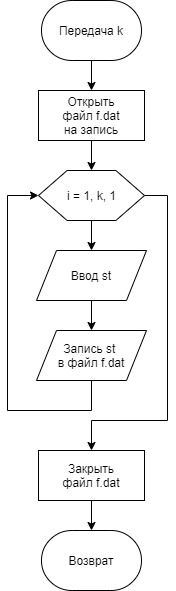 Передача k
Открыть
файл f.dat
на запись
i = 1, k, 1
Ввод st
Запись st
в файл f.dat
Закрыть
файл f.dat
Возврат